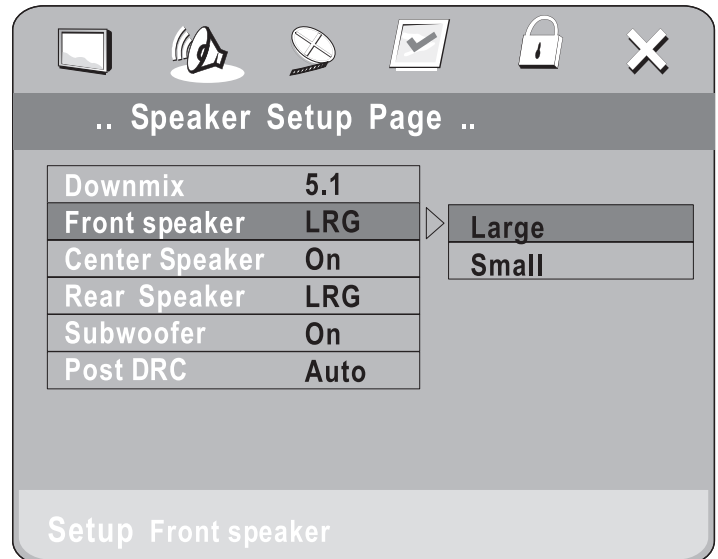 .. Speaker Setup Page ..
Downmix 5.1
Front speaker LRG
Large
Center Speaker On
Small
Rear Speaker LRG
Subwoofer On
Post DRC Auto
Setup Front speaker